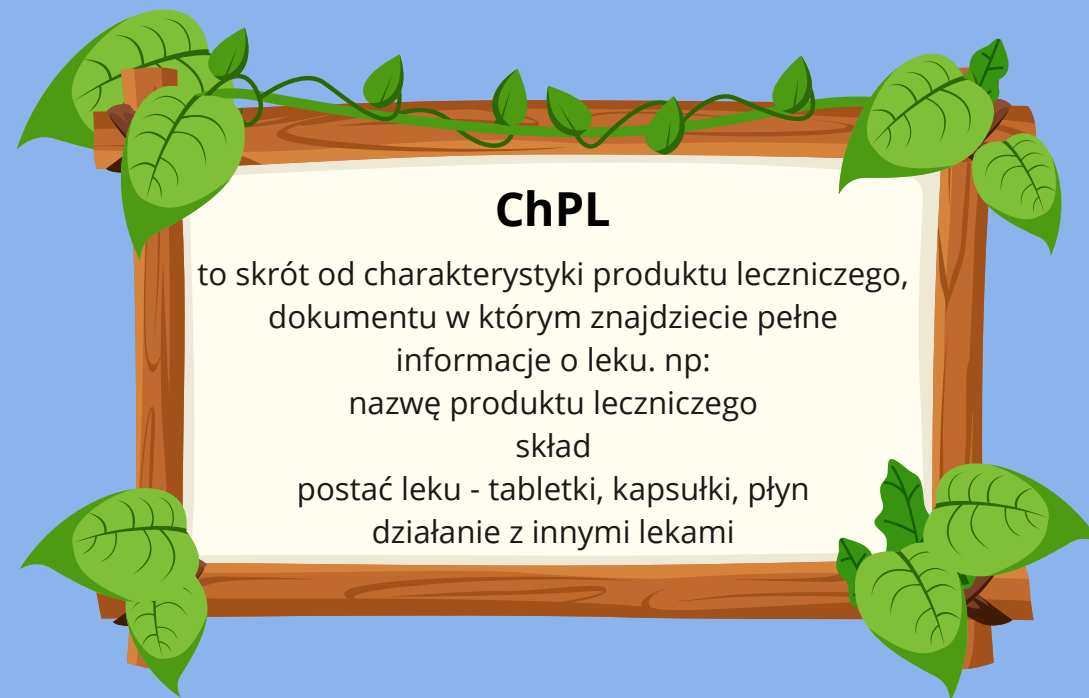 ChPL
to skrót od charakterystyki produktu leczniczego,
dokumentu w którym znajdziecie pełne
informacje o leku. np:
nazwę produktu leczniczego
skład
postać leku - tabletki, kapsułki, płyn
działanie z innymi lekami